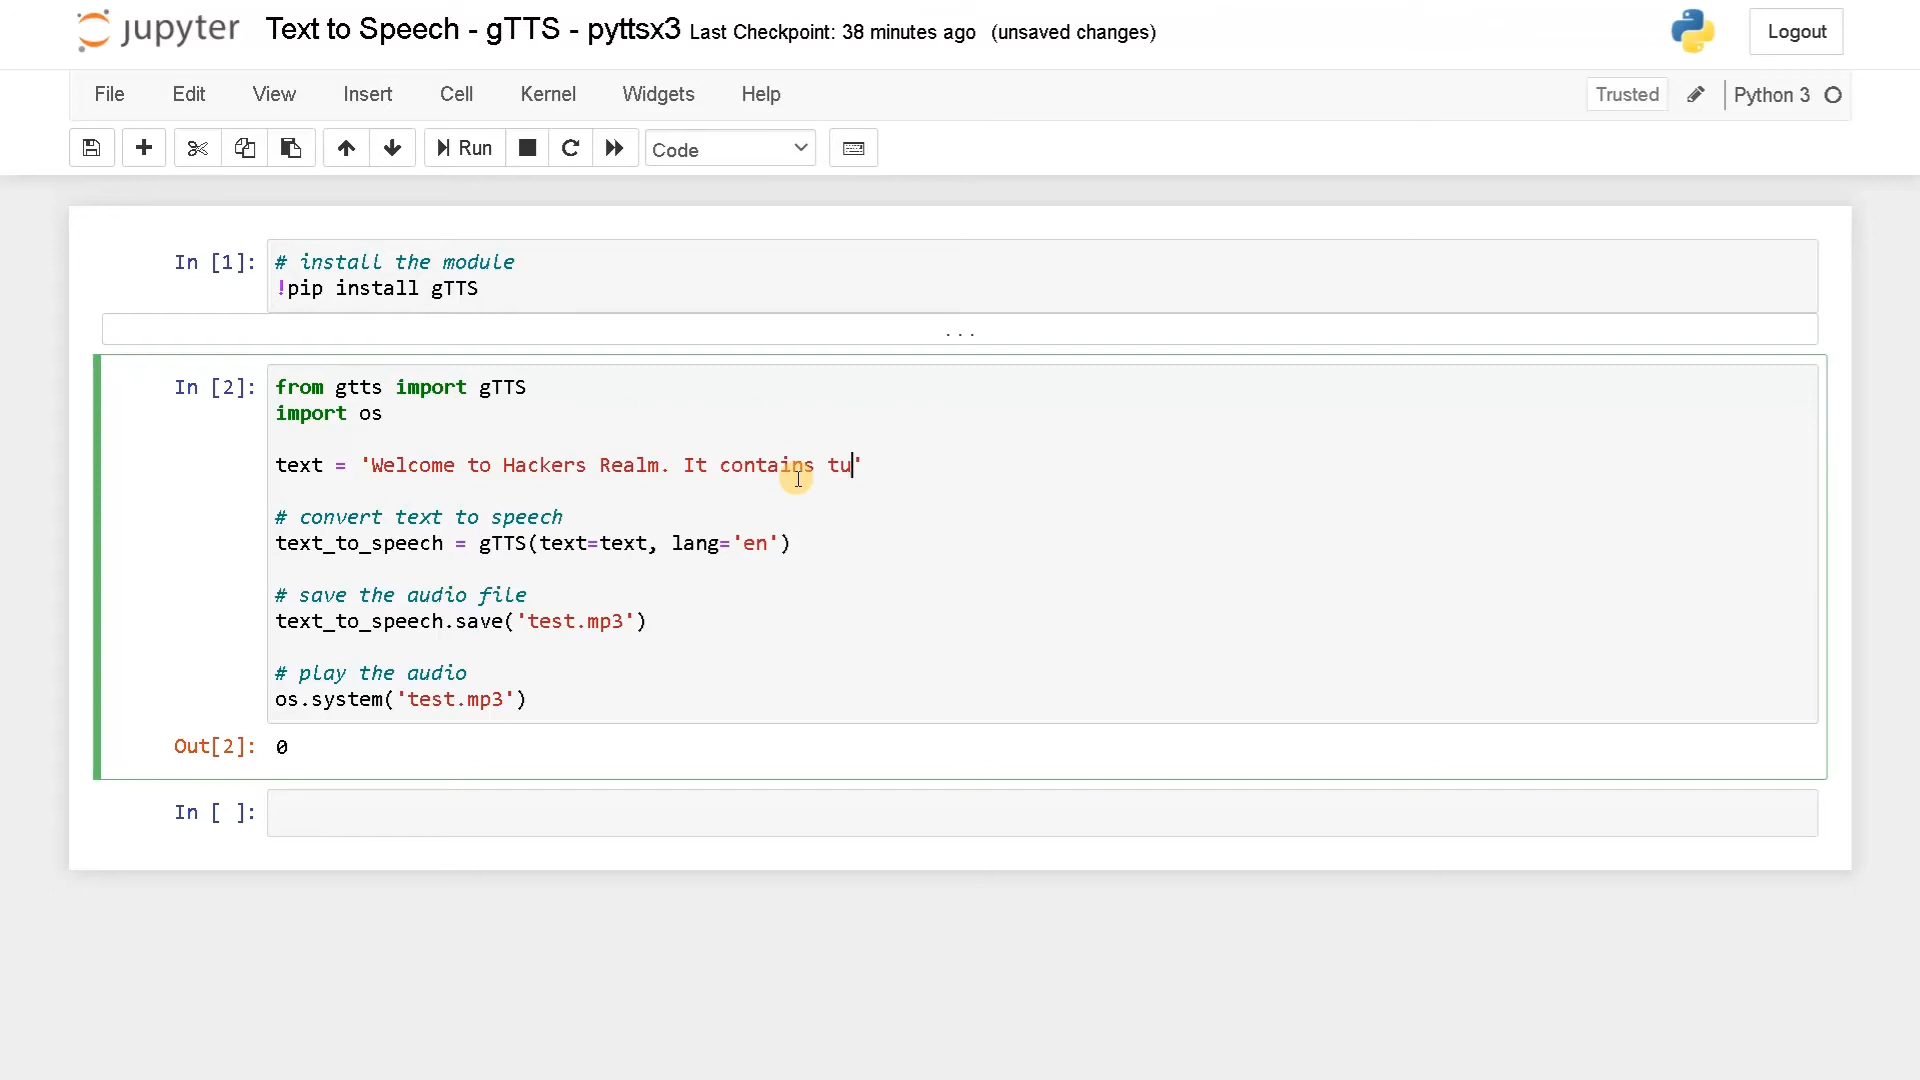 jupyter Text to Speech - gTTS - pyttsx3 Last Checkpoint: 38 minutes ago (unsaved changes) Logout
File Edit View Insert Cell Kernel Widgets Help Trusted Python 3
Run Code
In [1]: # install the module
!pip install gTTS
...
In [2]: from gtts import gTTS
import os
text = 'Welcome to Hackers Realm. It contains tu'
# convert text to speech
text_to_speech = gTTS(text=text, lang='en')
# save the audio file
text_to_speech.save('test.mp3')
# play the audio
os.system('test.mp3')
Out[2]: 0
In [ ]: